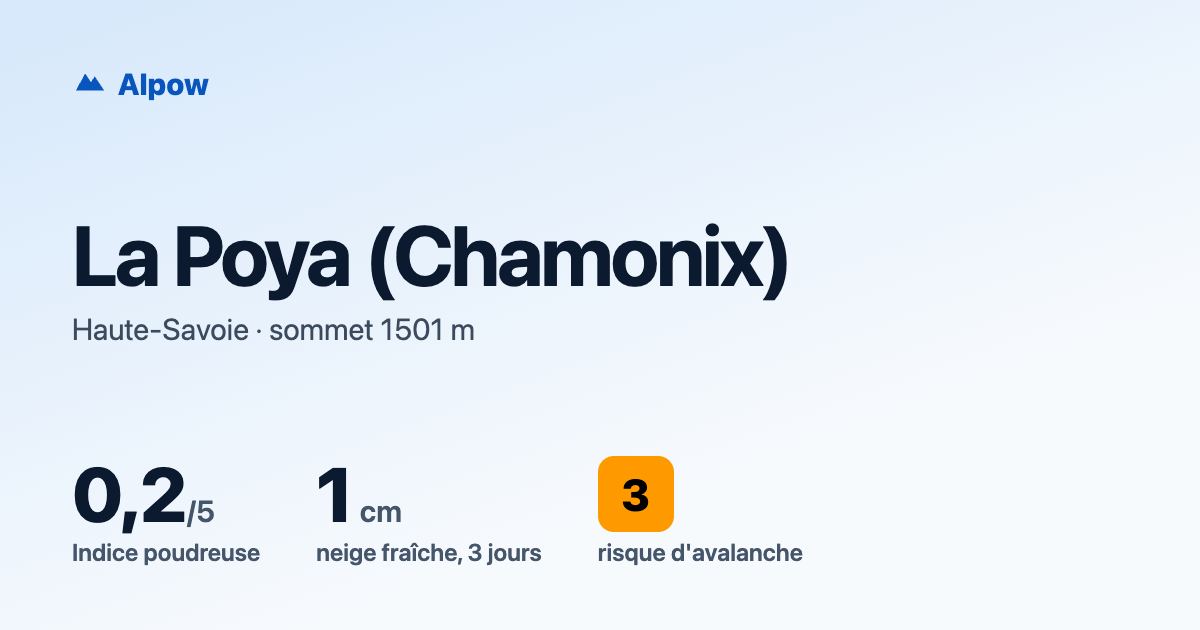 Alpow
La Poya (Chamonix)
Haute-Savoie · sommet 1501 m
0,2/5
Indice poudreuse
1 cm
neige fraîche, 3 jours
3
risque d'avalanche